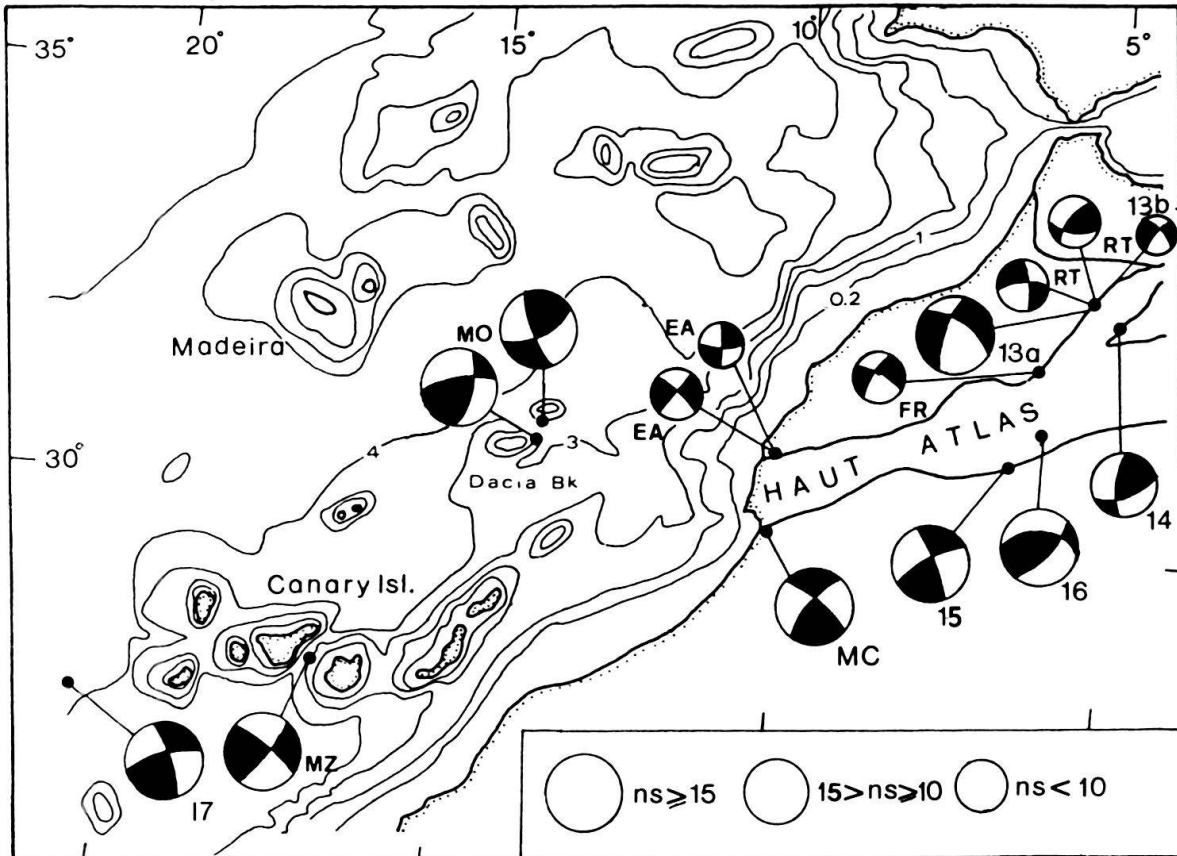 35°
20°
15°
10°
5°
13b
RT
1
RT
0.2
EA
MO
Madeira
13a
FR
EA
HAUT ATLAS
30°
4
3
Dacia Bk
14
Canary Isl.
16
15
MC
MZ
17
ns ≥ 15
15 > ns ≥ 10
ns < 10